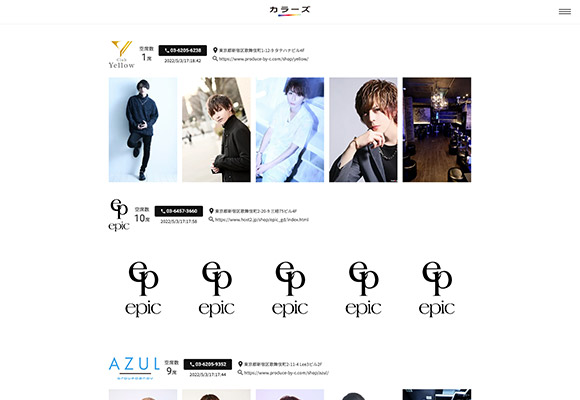 カラーズ
Yellow
空席数
1席
03-6205-6238
2022/5/3/17:18:42
東京都新宿区歌舞伎町1-12-9 タテハナビル4F
https://www.produce-by-c.com/shop/yellow/
ep
epic
空席数
10席
03-6457-3660
2022/5/3/17:17:58
東京都新宿区歌舞伎町2-20-9 三経75ビル4F
https://www.host2.jp/shop/epic_gd/index.html
ep ep ep ep ep
epic epic epic epic epic
AZUL
空席数
9席
03-6205-9352
2022/5/3/17:17:44
東京都新宿区歌舞伎町2-11-4 Lee3ビル2F
https://www.produce-by-c.com/shop/azul/